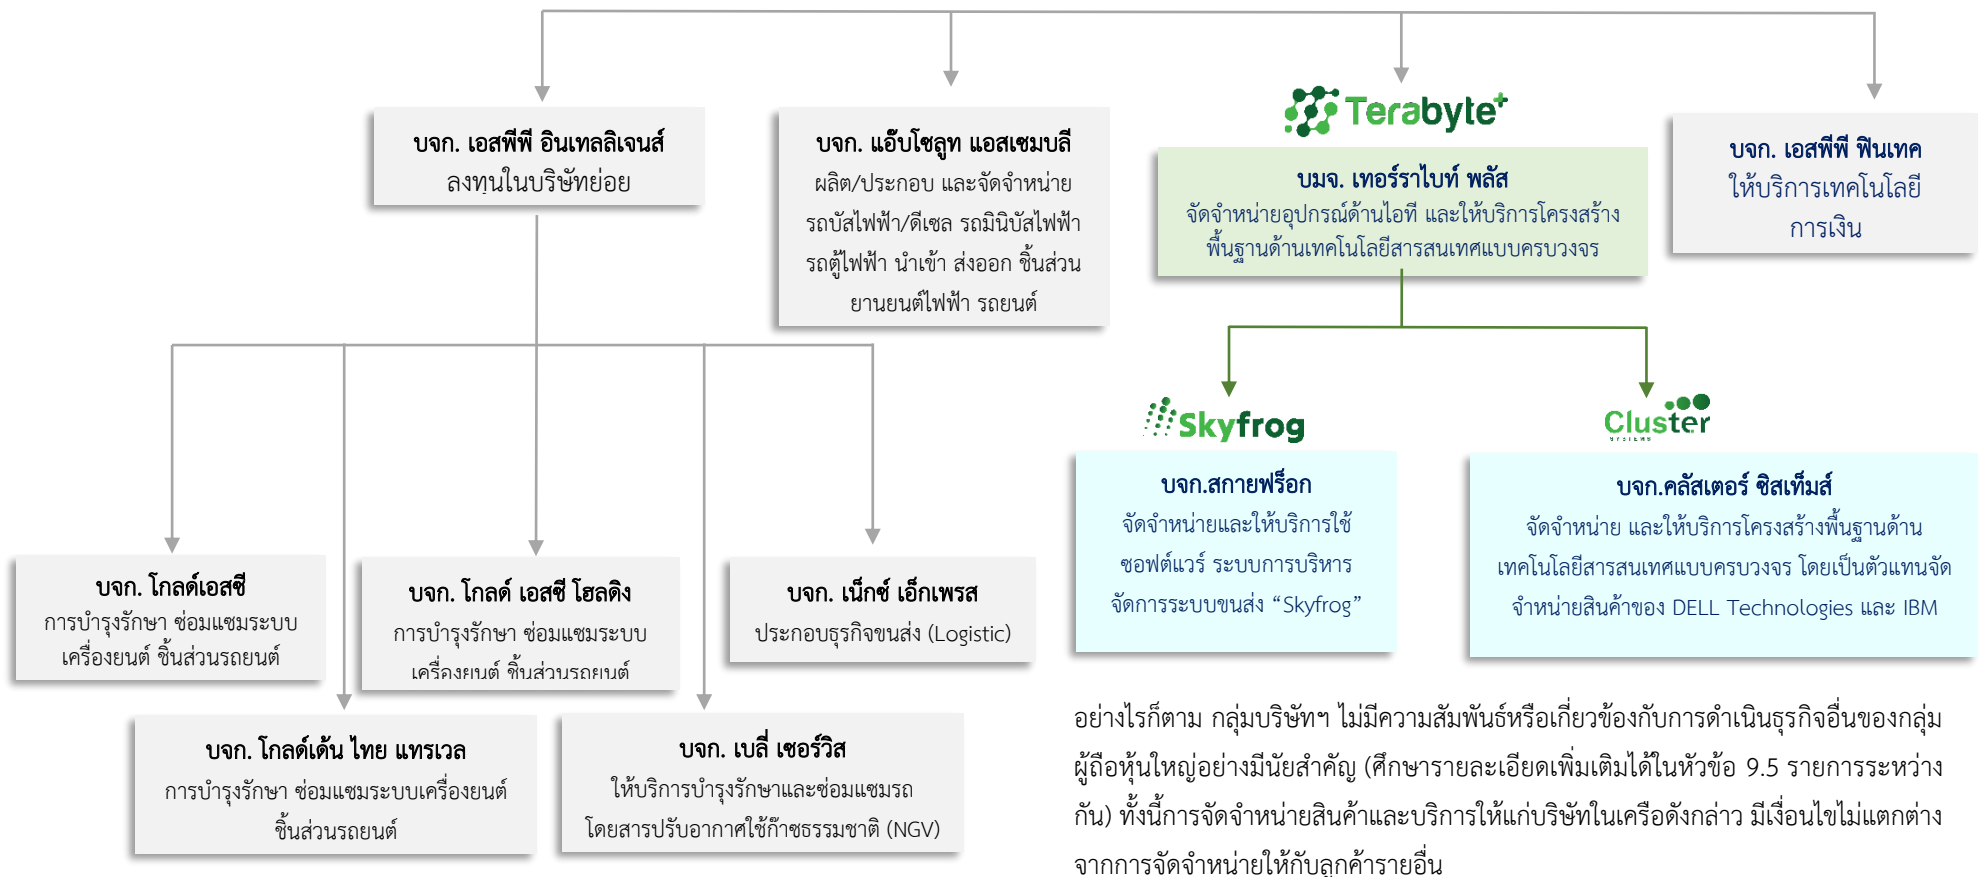 บจก. เอสพีพี อินเทลลิเจนส์
ลงทุนในบริษัทย่อย
บจก. แอ๊บโซลูท แอสเซมบลี
ผลิต/ประกอบ และจัดจำหน่าย
รถบัสไฟฟ้า/ดีเซล รถมินิบัสไฟฟ้า
รถตู้ไฟฟ้า นำเข้า ส่งออก ชิ้นส่วน
ยานยนต์ไฟฟ้า รถยนต์
Terabyte+
บมจ. เทอร์ราไบท์ พลัส
จัดจำหน่ายอุปกรณ์ด้านไอที และให้บริการโครงสร้าง
พื้นฐานด้านเทคโนโลยีสารสนเทศแบบครบวงจร
บจก. เอสพีพี ฟินเทค
ให้บริการเทคโนโลยี
การเงิน
Skyfrog
บจก.สกายฟร็อก
จัดจำหน่ายและให้บริการใช้
ซอฟต์แวร์ ระบบการบริหาร
จัดการระบบขนส่ง “Skyfrog”
Cluster
SYSTEMS
บจก.คลัสเตอร์ ซิสเท็มส์
จัดจำหน่าย และให้บริการโครงสร้างพื้นฐานด้าน
เทคโนโลยีสารสนเทศแบบครบวงจร โดยเป็นตัวแทนจัด
จำหน่ายสินค้าของ DELL Technologies และ IBM
บจก. โกลด์เอสซี
การบำรุงรักษา ซ่อมแซมระบบ
เครื่องยนต์ ชิ้นส่วนรถยนต์
บจก. โกลด์ เอสซี โฮลดิง
การบำรุงรักษา ซ่อมแซมระบบ
เครื่องยนต์ ชิ้นส่วนรถยนต์
บจก. เน็กซ์ เอ็กเพรส
ประกอบธุรกิจขนส่ง (Logistic)
บจก. โกลด์เด้น ไทย แทรเวล
การบำรุงรักษา ซ่อมแซมระบบเครื่องยนต์
ชิ้นส่วนรถยนต์
บจก. เบลี่ เซอร์วิส
ให้บริการบำรุงรักษาและซ่อมแซมรถ
โดยสารปรับอากาศใช้ก๊าซธรรมชาติ (NGV)
อย่างไรก็ตาม กลุ่มบริษัทฯ ไม่มีความสัมพันธ์หรือเกี่ยวข้องกับการดำเนินธุรกิจอื่นของกลุ่ม
ผู้ถือหุ้นใหญ่อย่างมีนัยสำคัญ (ศึกษารายละเอียดเพิ่มเติมได้ในหัวข้อ 9.5 รายการระหว่าง
กัน) ทั้งนี้การจัดจำหน่ายสินค้าและบริการให้แก่บริษัทในเครือดังกล่าว มีเงื่อนไขไม่แตกต่าง
จากการจัดจำหน่ายให้กับลูกค้ารายอื่น